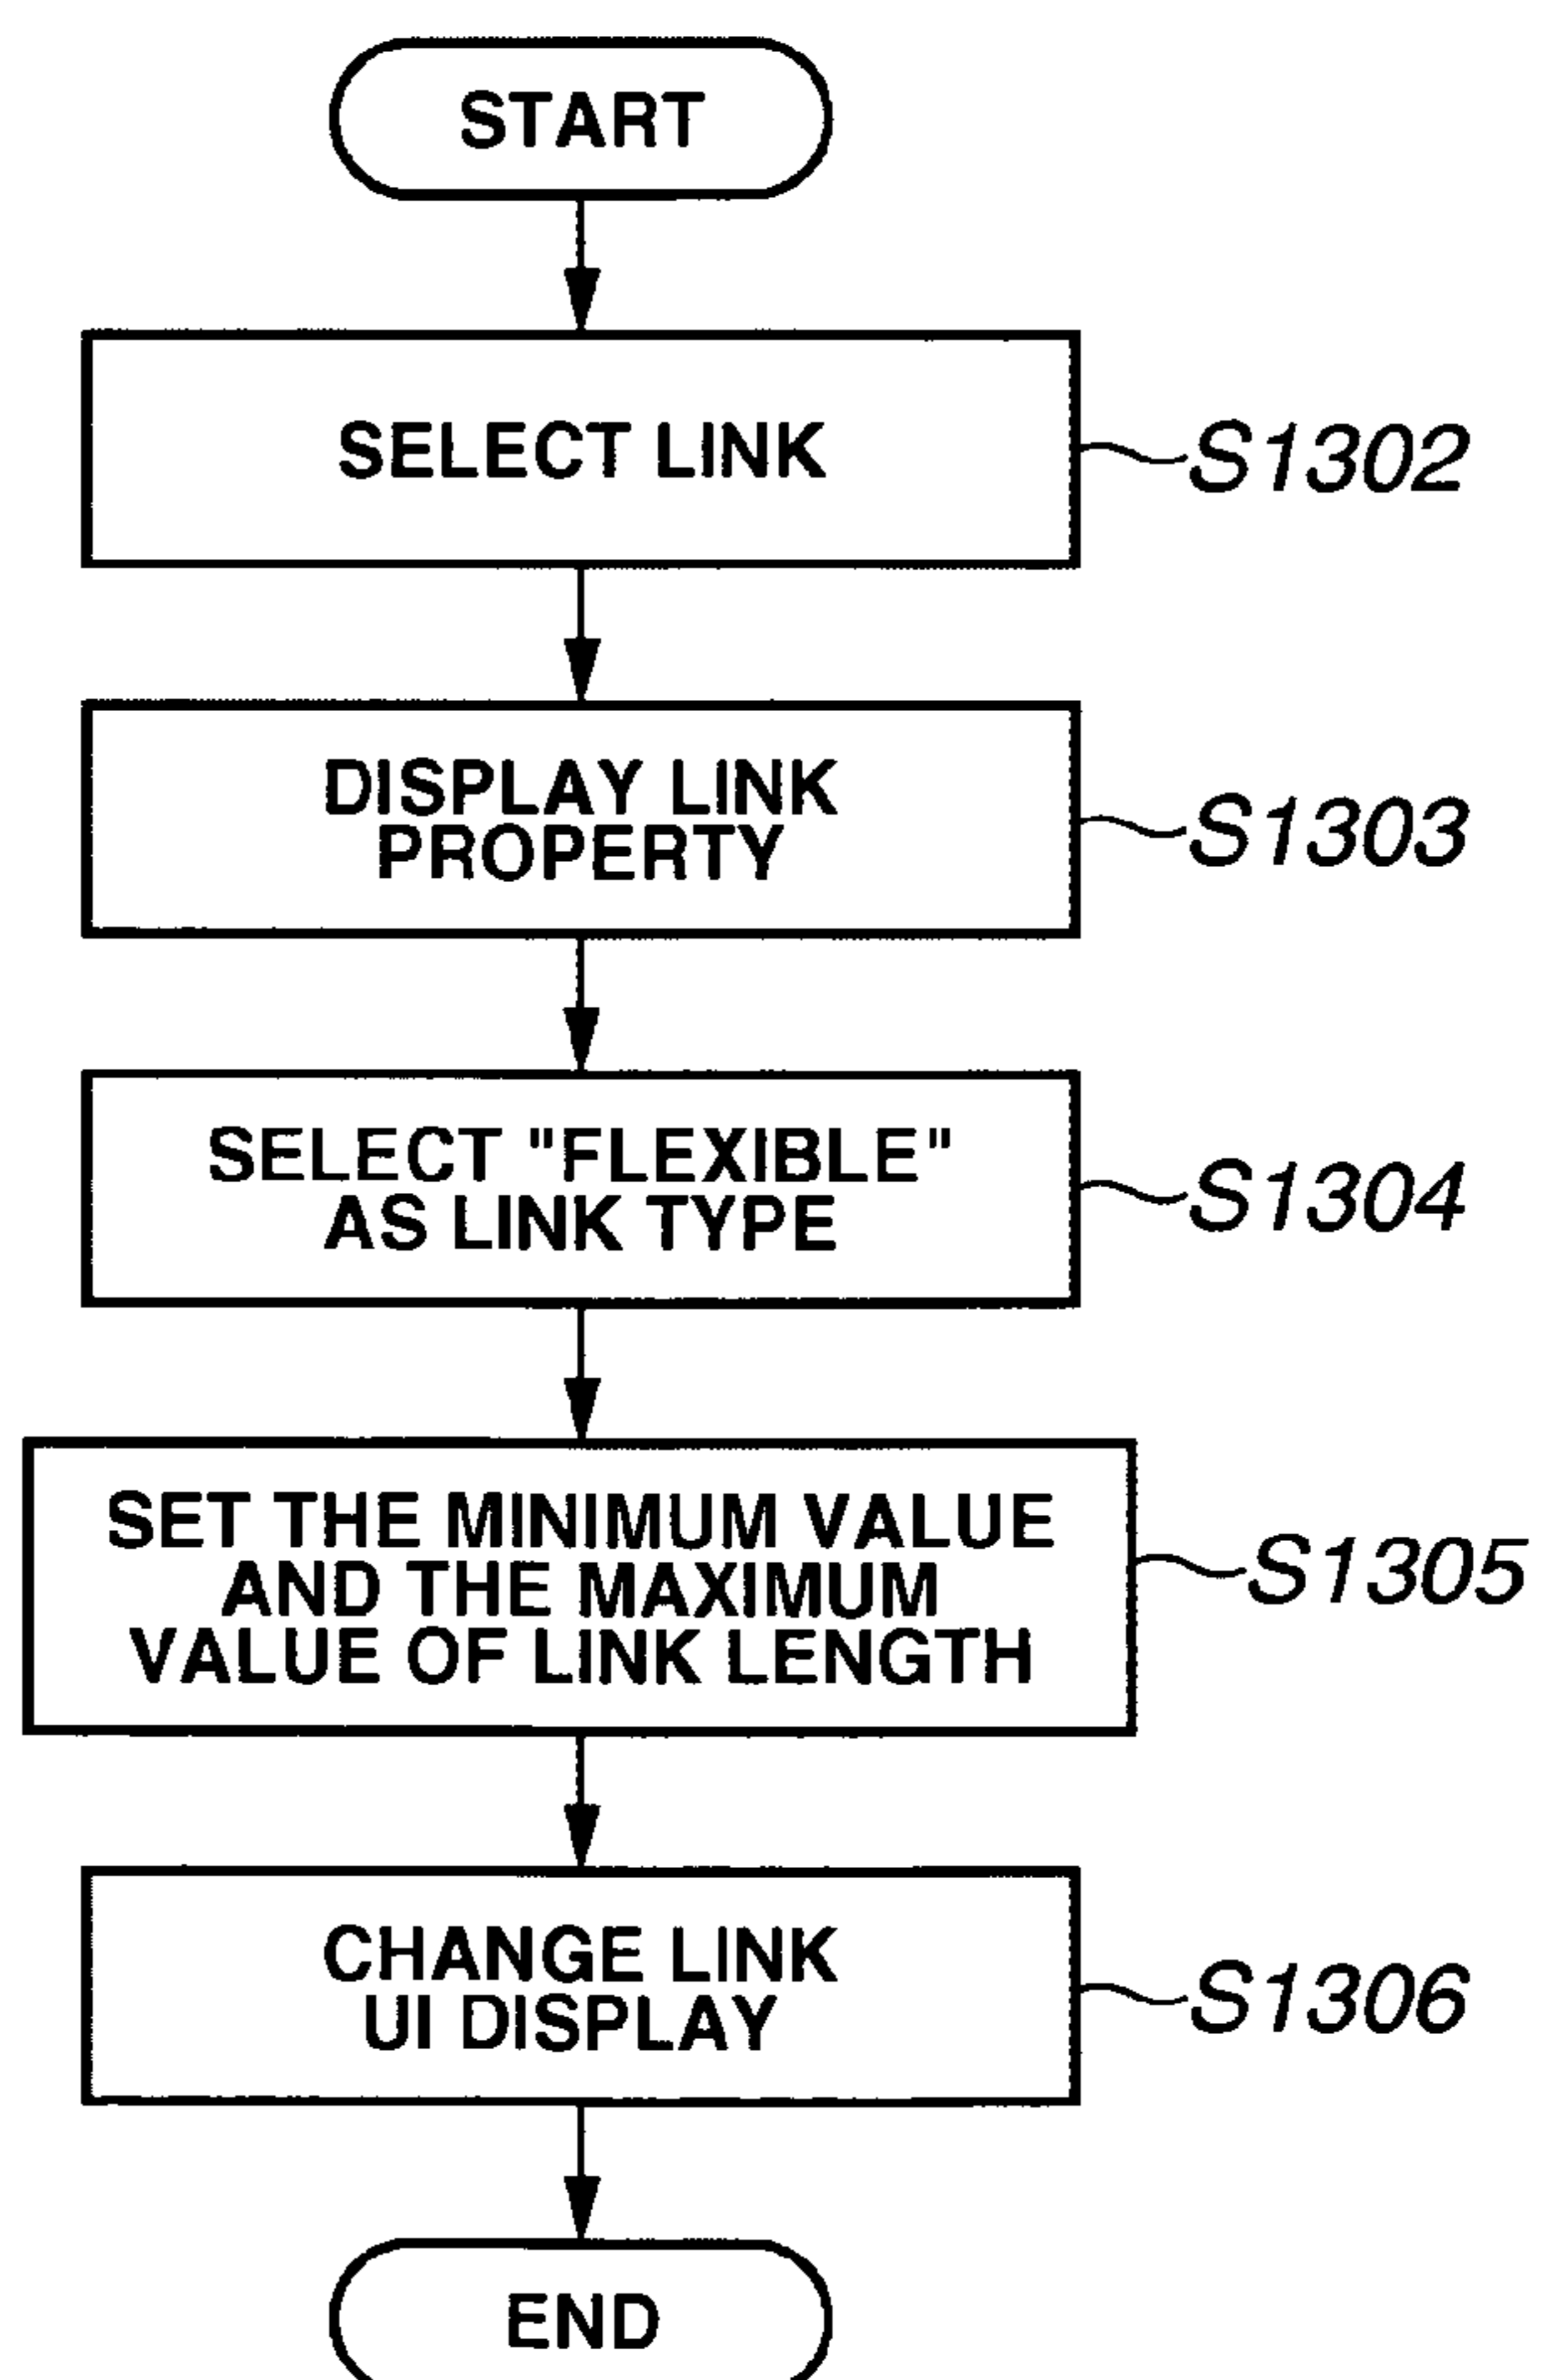 START
SELECT LINK
S1302
DISPLAY LINK
PROPERTY
S1303
SELECT "FLEXIBLE"
AS LINK TYPE
S1304
SET THE MINIMUM VALUE
AND THE MAXIMUM
VALUE OF LINK LENGTH
S1305
CHANGE LINK
UI DISPLAY
S1306
END